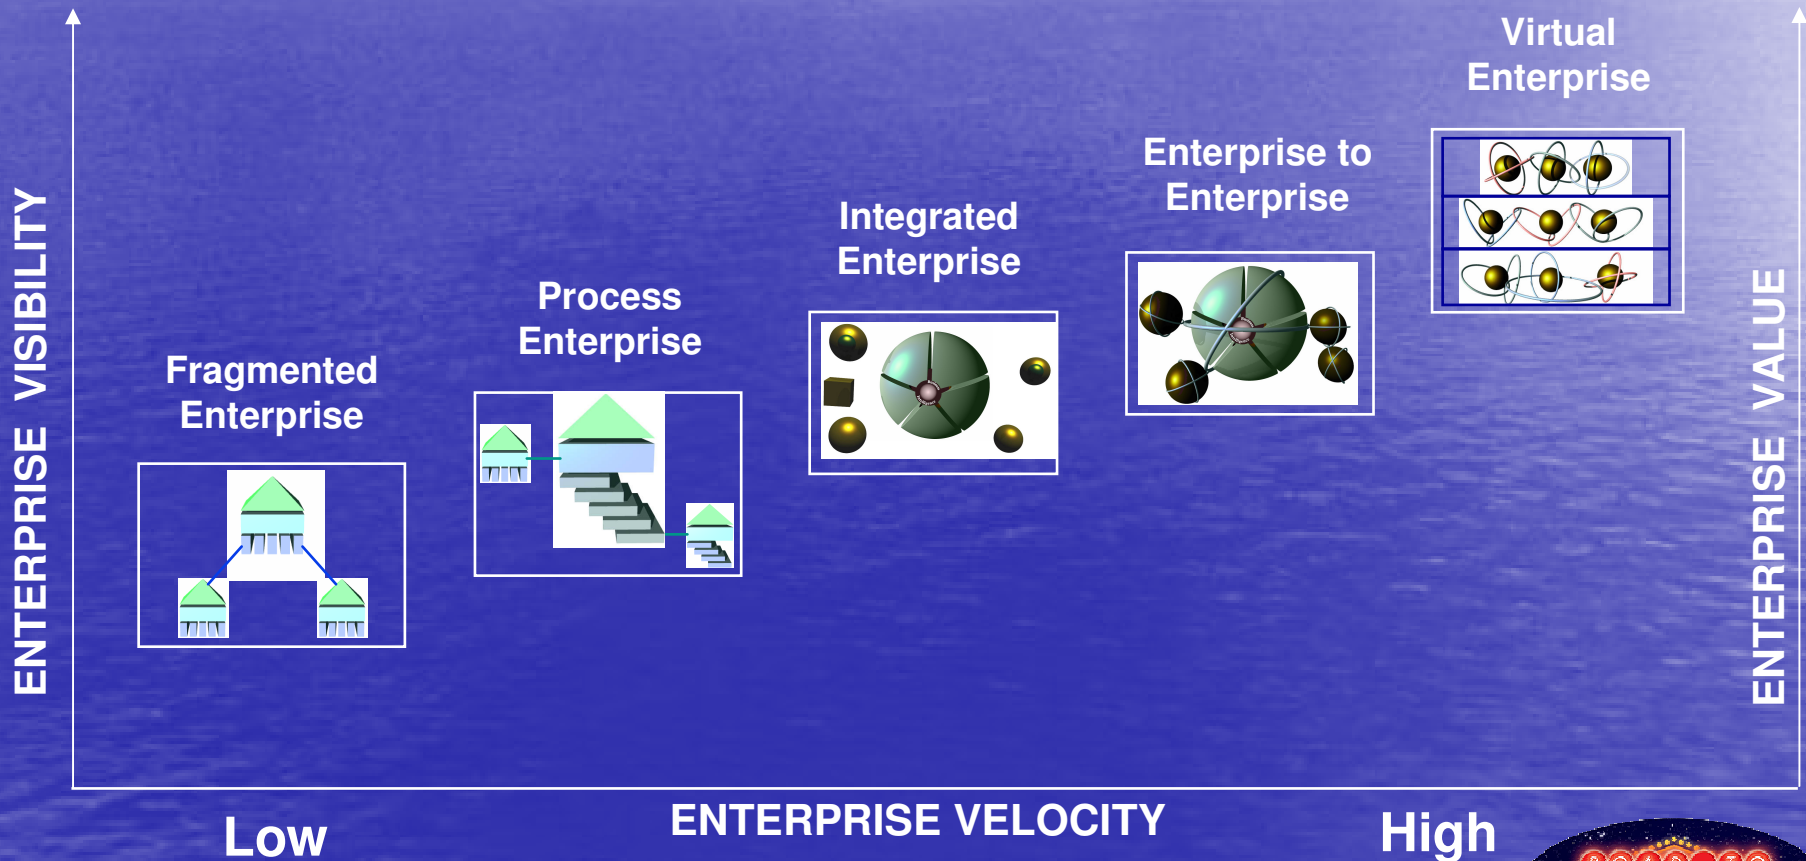 Virtual
Enterprise
Enterprise to
Enterprise
Integrated
Enterprise
Process
Enterprise
Fragmented
Enterprise
ENTERPRISE VISIBILITY
ENTERPRISE VALUE
ENTERPRISE VELOCITY
Low
High